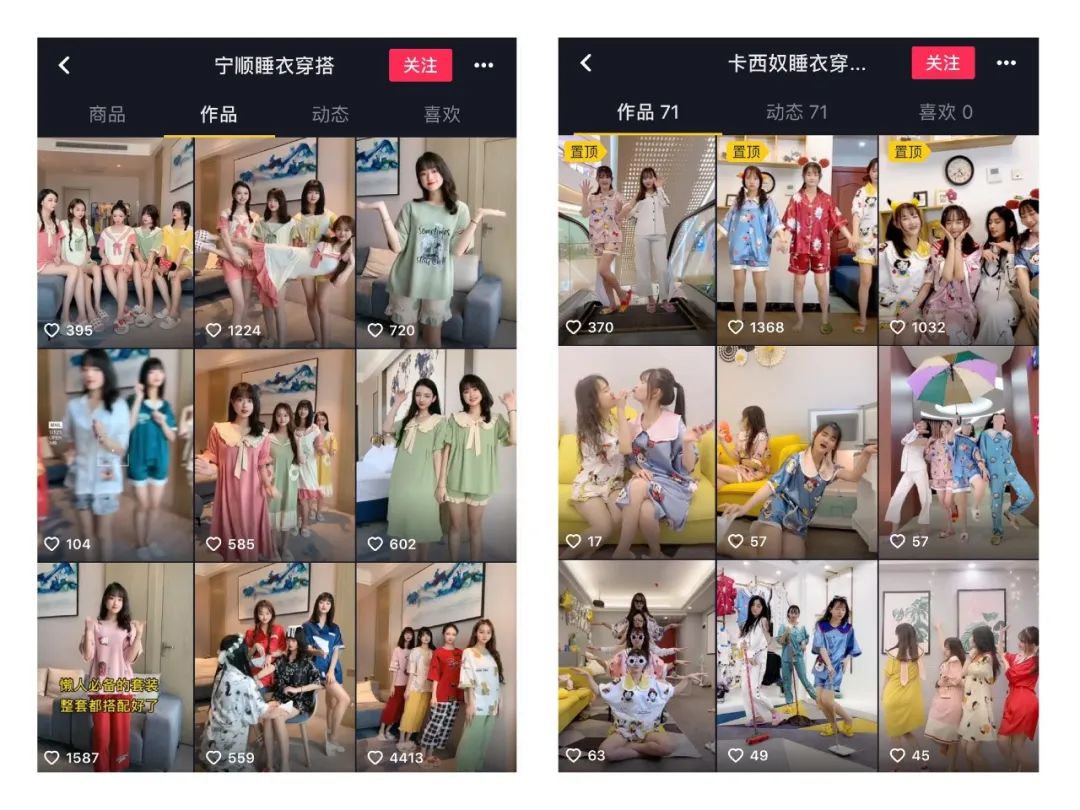 宁顺睡衣穿搭
关注
商品 作品 动态 喜欢
395 1224 720
Sometimes
104 585 602
懒人必备的套装
整套都搭配好了
1587 559 4413
卡西奴睡衣穿...
关注
作品 71 动态 71 喜欢 0
置顶 置顶 置顶
370 1368 1032
17 57 57
63 49 45